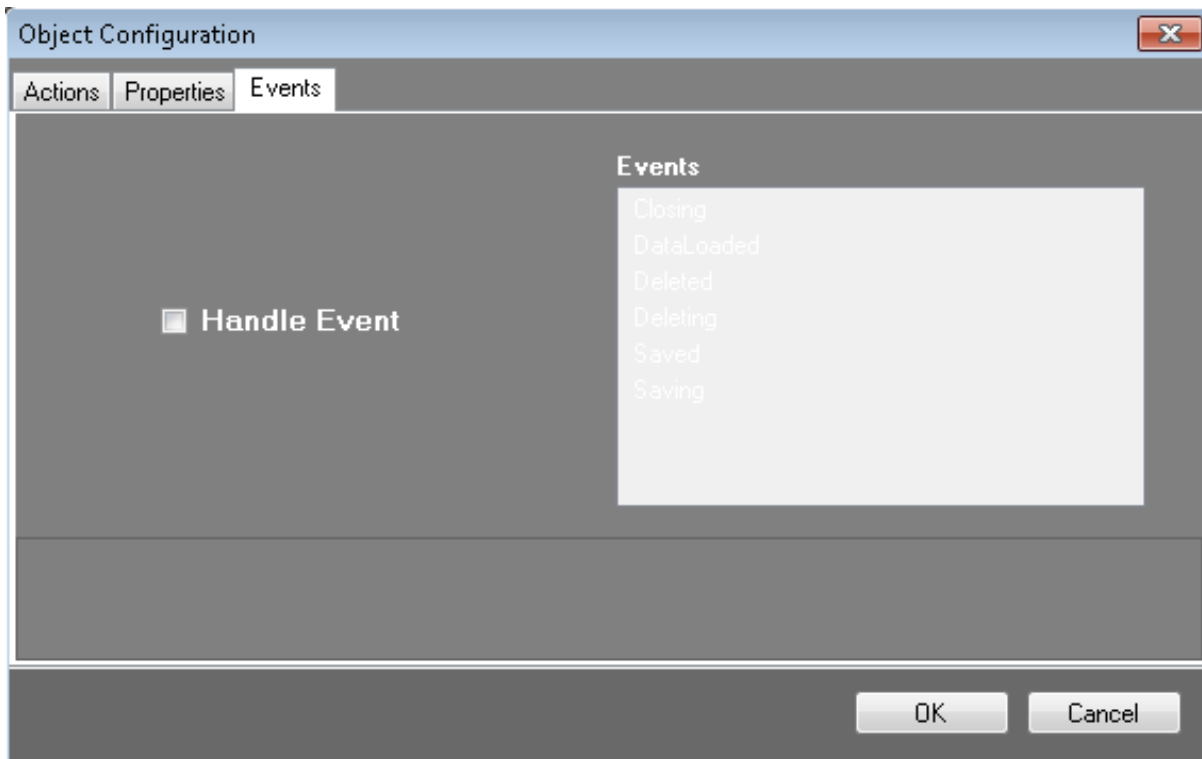 Object Configuration
Actions Properties Events
Events
Closing
DataLoaded
Deleted
Deleting
Saved
Saving
Handle Event
OK Cancel